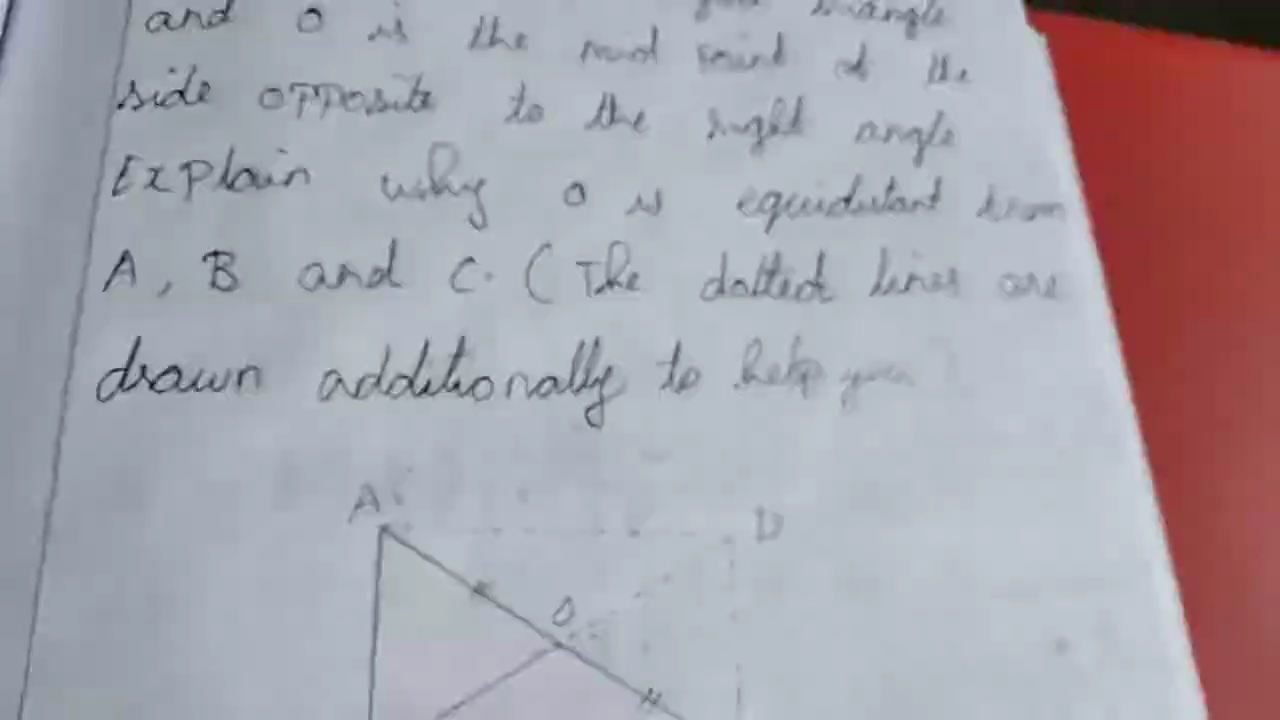 and O is the mid point of the
side opposite to the right angle
Explain why O is equidistant from
A, B and C. (The dotted lines are
drawn additionally to help you
A
D
O